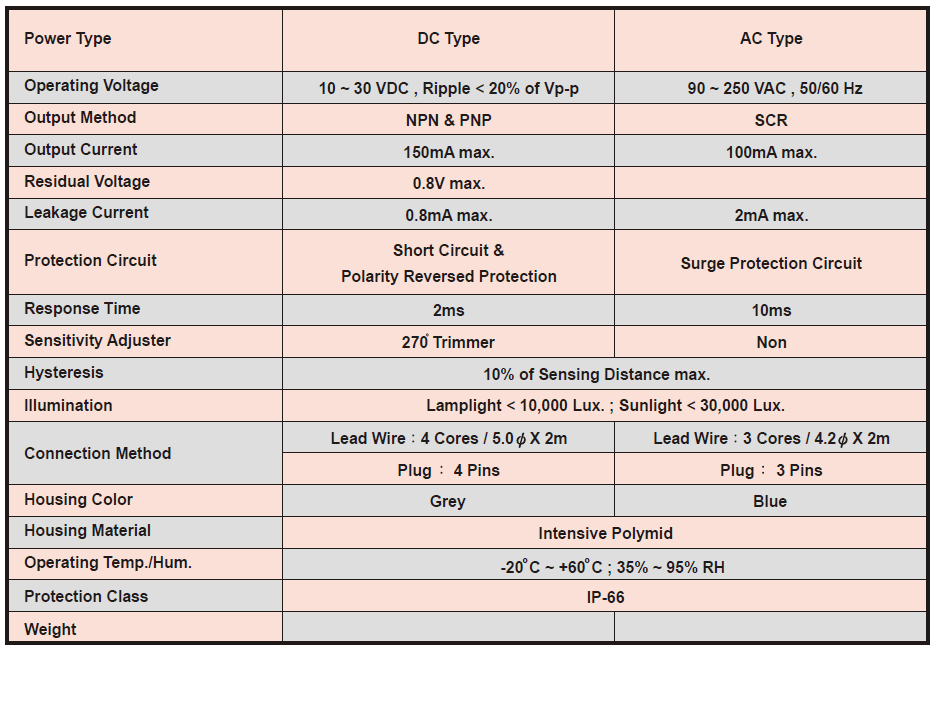 Power Type DC Type AC Type
Operating Voltage 10 ~ 30 VDC , Ripple < 20% of Vp-p 90 ~ 250 VAC , 50/60 Hz
Output Method NPN & PNP SCR
Output Current 150mA max. 100mA max.
Residual Voltage 0.8V max.
Leakage Current 0.8mA max. 2mA max.
Protection Circuit Short Circuit &
Polarity Reversed Protection Surge Protection Circuit
Response Time 2ms 10ms
Sensitivity Adjuster 270° Trimmer Non
Hysteresis 10% of Sensing Distance max.
Illumination Lamplight < 10,000 Lux. ; Sunlight < 30,000 Lux.
Connection Method Lead Wire : 4 Cores / 5.0ϕ X 2m Lead Wire : 3 Cores / 4.2ϕ X 2m
Plug : 4 Pins Plug : 3 Pins
Housing Color Grey Blue
Housing Material Intensive Polymid
Operating Temp./Hum. -20°C ~ +60°C ; 35% ~ 95% RH
Protection Class IP-66
Weight